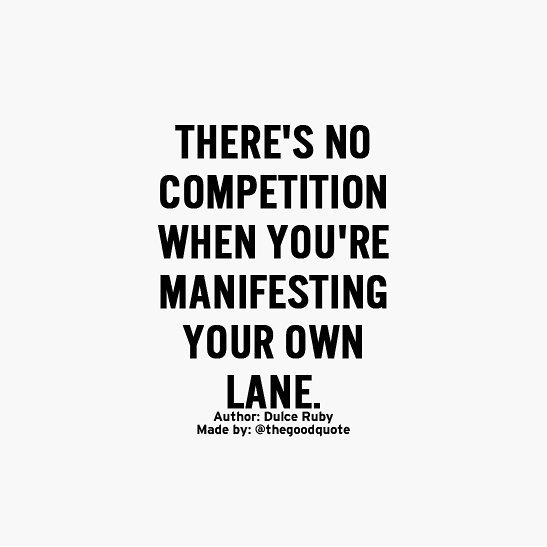 THERE'S NO
COMPETITION
WHEN YOU'RE
MANIFESTING
YOUR OWN
LANE.
Author: Dulce Ruby
Made by: @thegoodquote